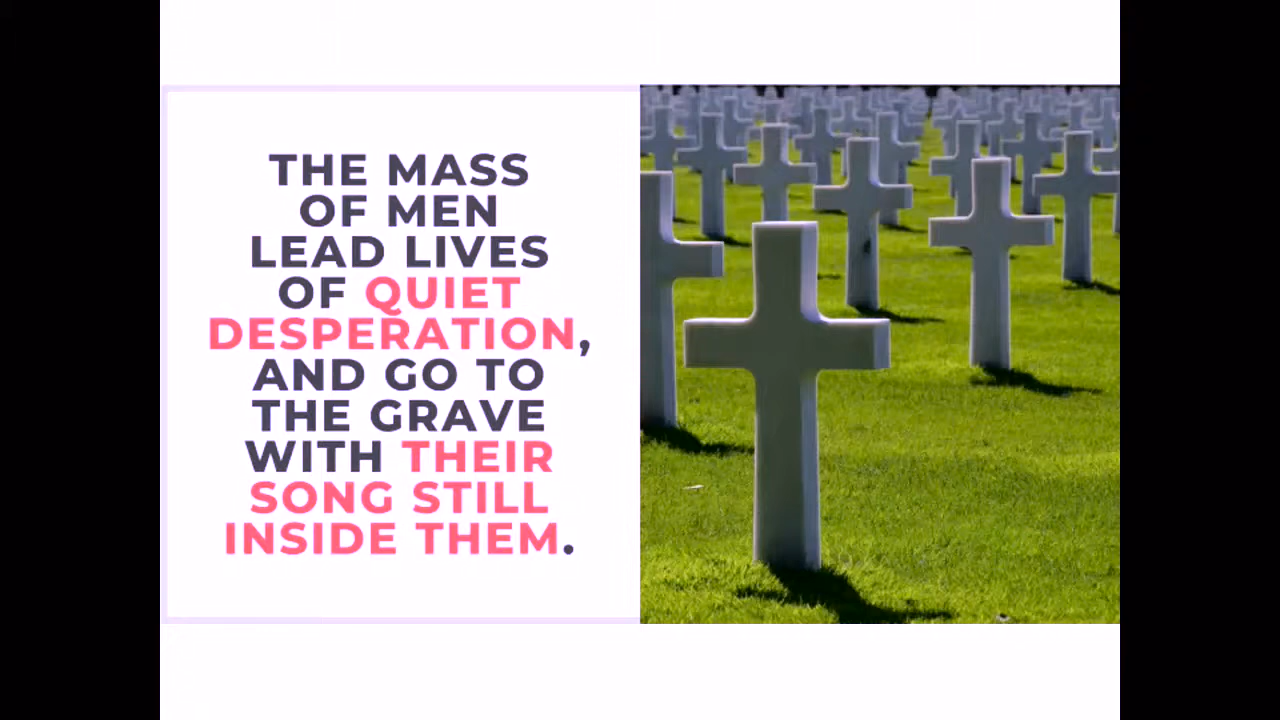 THE MASS
OF MEN
LEAD LIVES
OF QUIET
DESPERATION,
AND GO TO
THE GRAVE
WITH THEIR
SONG STILL
INSIDE THEM.